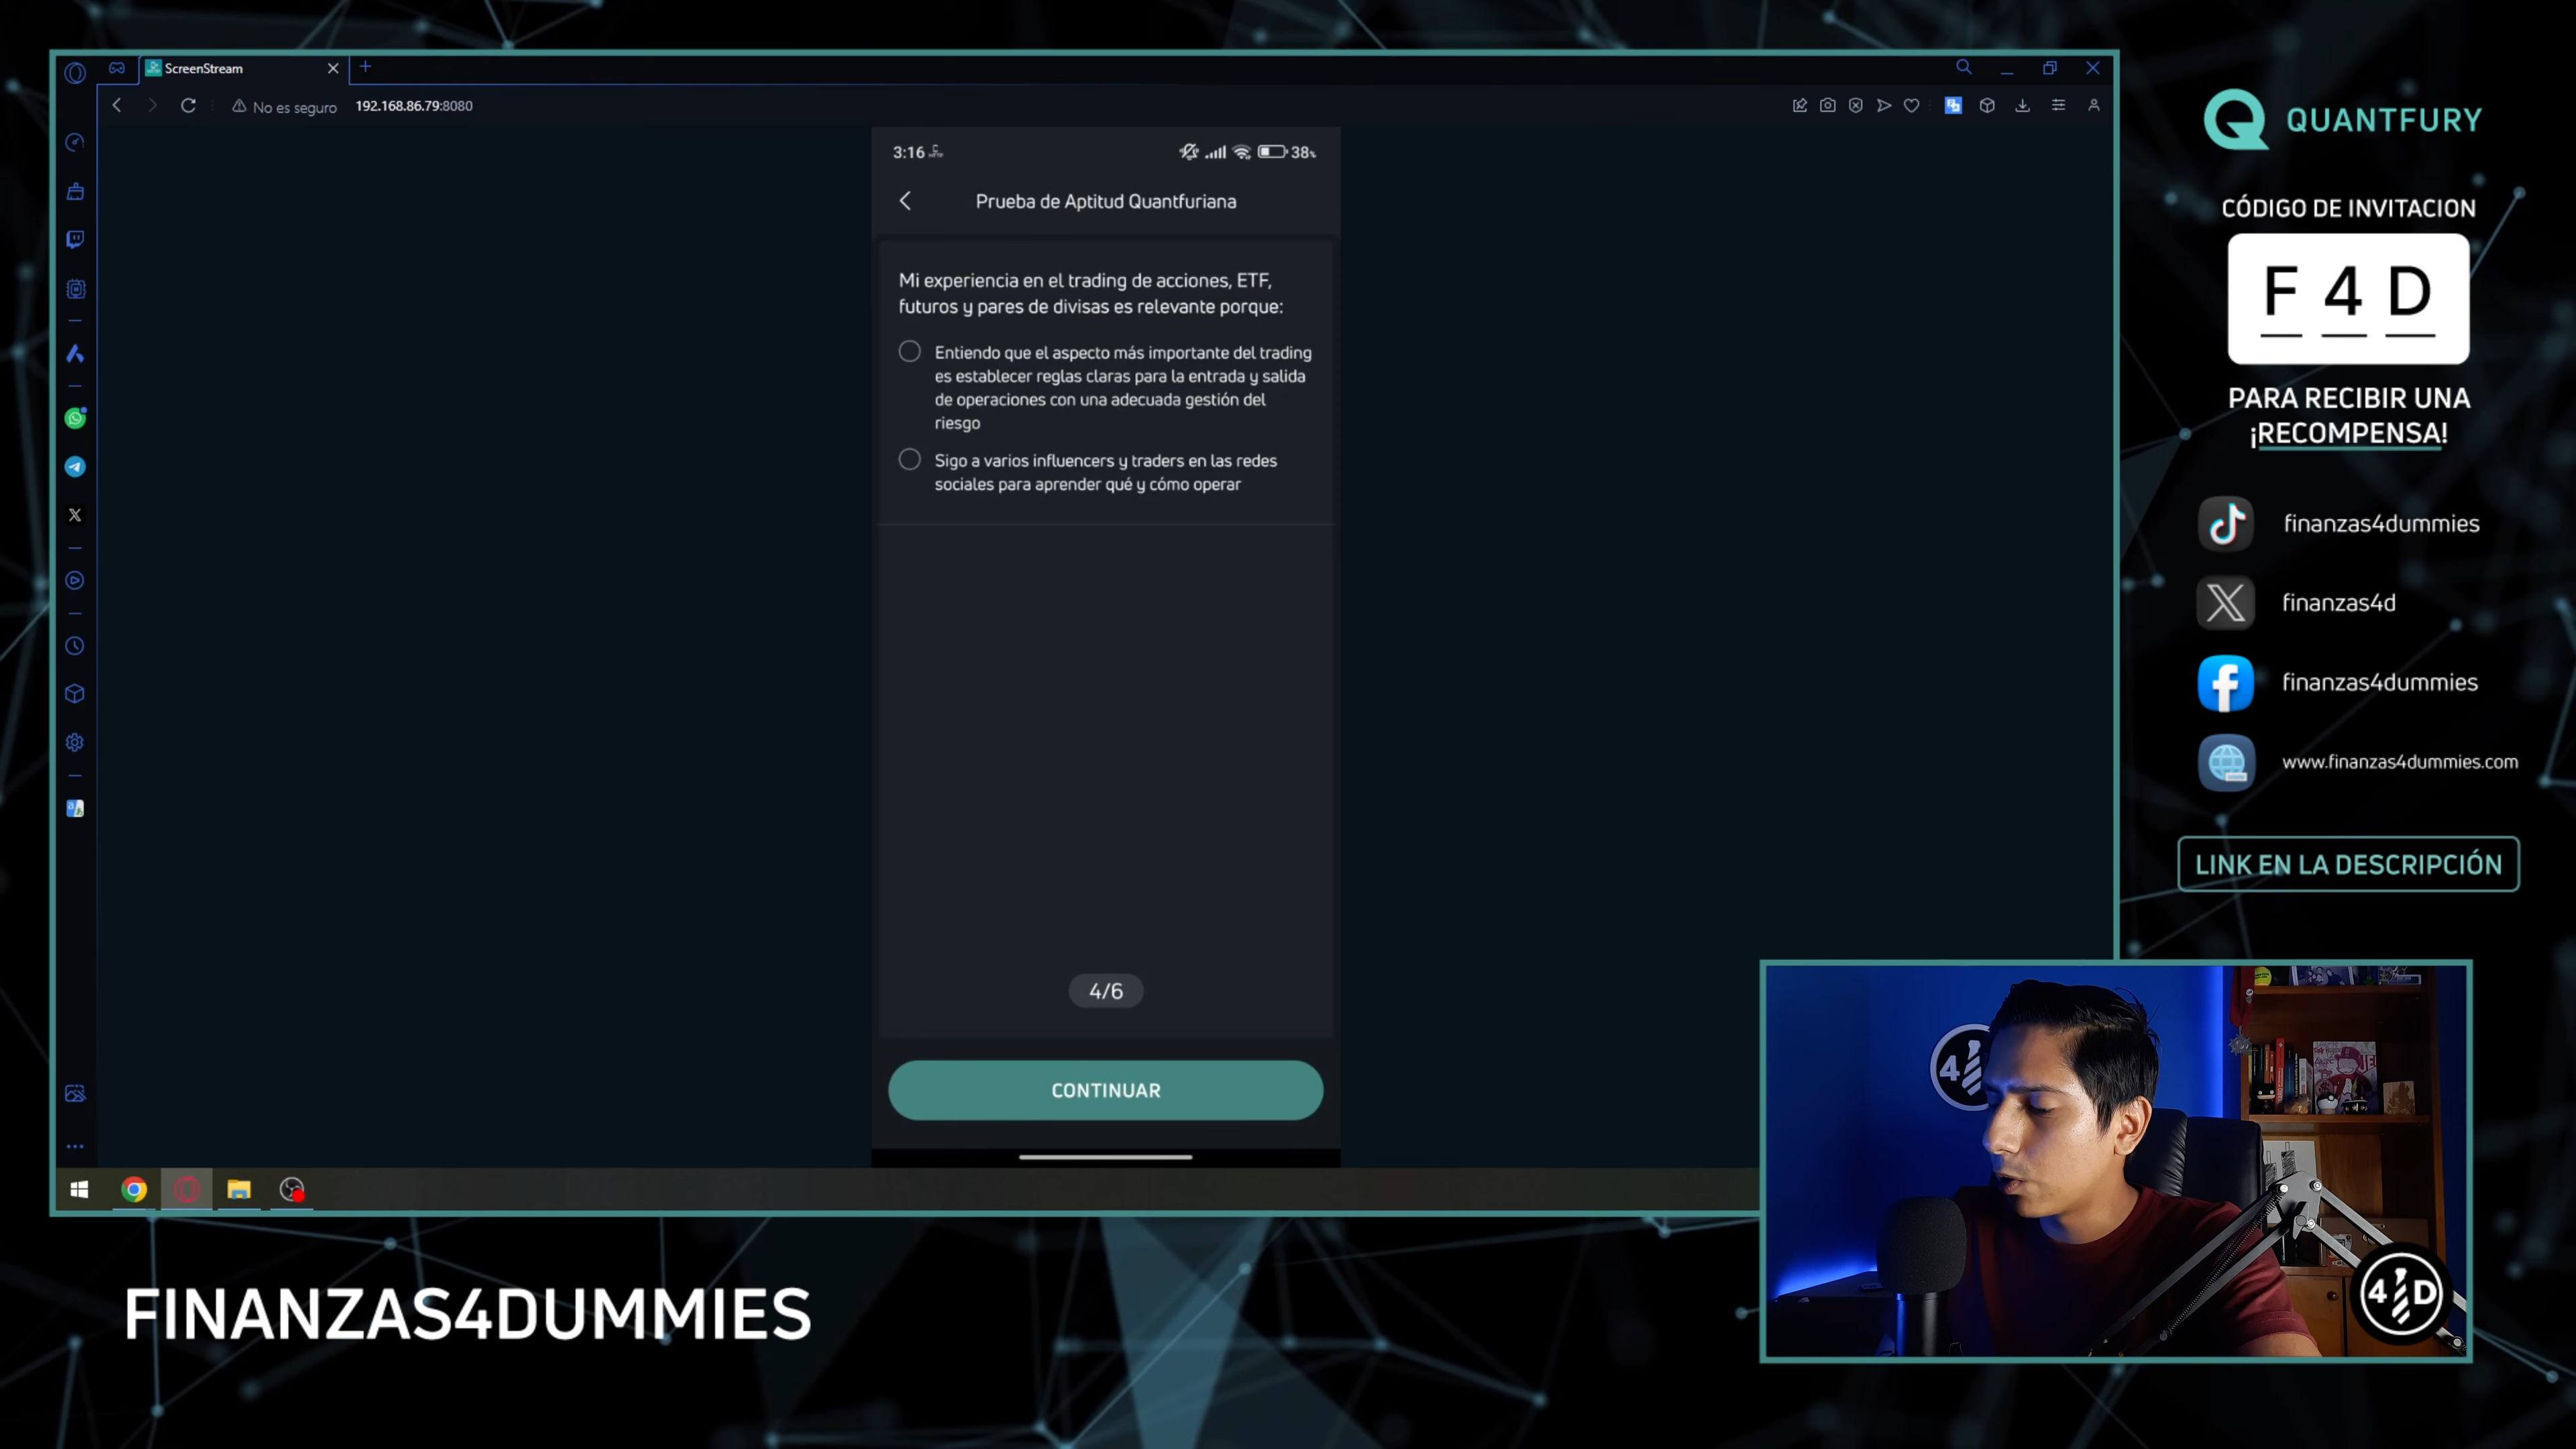 ScreenStream
No es seguro 192.168.86.79:8080
3:16
38%
Prueba de Aptitud Quantfuriana
Mi experiencia en el trading de acciones, ETF,
futuros y pares de divisas es relevante porque:
Entiendo que el aspecto más importante del trading
es establecer reglas claras para la entrada y salida
de operaciones con una adecuada gestión del
riesgo
Sigo a varios influencers y traders en las redes
sociales para aprender qué y cómo operar
4/6
CONTINUAR
QUANTFURY
CÓDIGO DE INVITACION
F 4 D
PARA RECIBIR UNA
¡RECOMPENSA!
finanzas4dummies
finanzas4d
finanzas4dummies
www.finanzas4dummies.com
LINK EN LA DESCRIPCIÓN
4
4 D
FINANZAS4DUMMIES